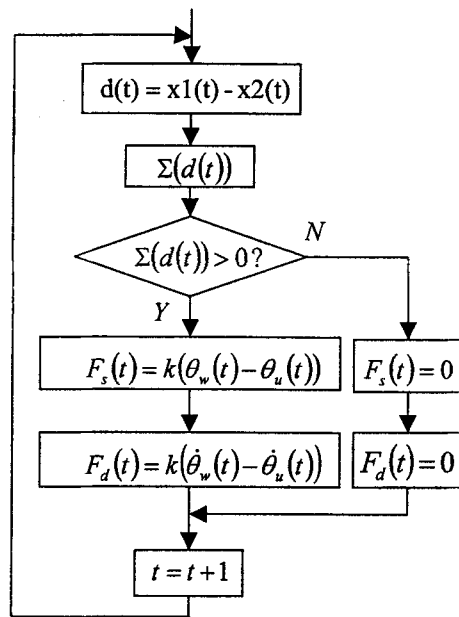 d(t) = x1(t) - x2(t)
Σ(d(t))
Σ(d(t)) > 0?
N
Y
F_s(t) = k(θ_w(t) − θ_u(t))
F_s(t) = 0
F_d(t) = k(θ̇_w(t) − θ̇_u(t))
F_d(t) = 0
t = t + 1